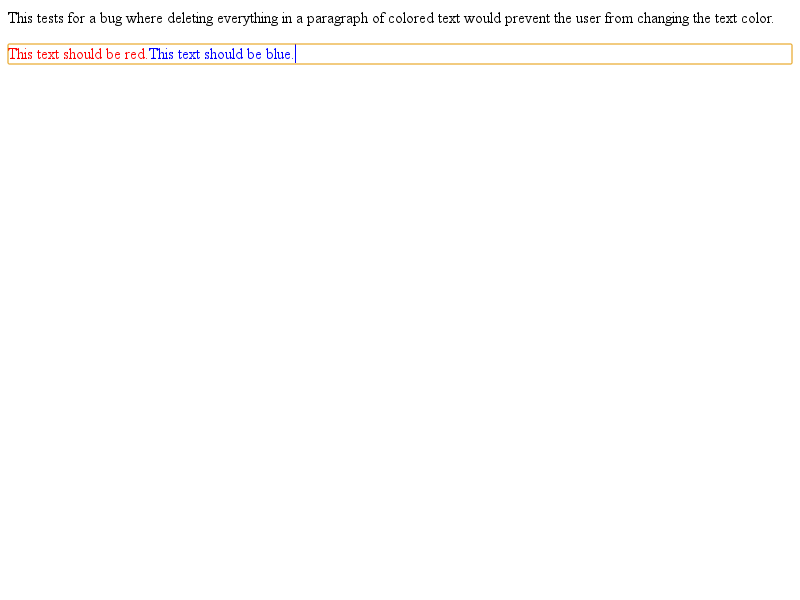 This tests for a bug where deleting everything in a paragraph of colored text would prevent the user from changing the text color.
This text should be red.This text should be blue.